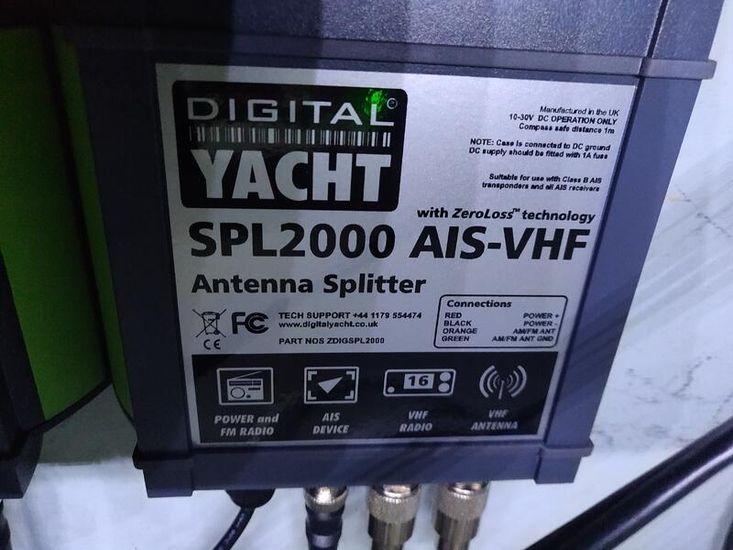 DIGITAL
YACHT
Manufactured in the UK
10-30V DC OPERATION ONLY
Compass safe distance 1m
NOTE: Case is connected to DC ground
DC supply should be fitted with 1A fuse
Suitable for use with Class B AIS
transponders and all AIS receivers
with ZeroLoss™ technology
SPL2000 AIS-VHF
Antenna Splitter
TECH SUPPORT +44 1179 554474
www.digitalyacht.co.uk
PART NOS ZDIGSPL2000
FC
CE
Connections
RED POWER +
BLACK POWER -
ORANGE AM/FM ANT
GREEN AM/FM ANT GND
16
POWER and
FM RADIO
AIS
DEVICE
VHF
RADIO
VHF
ANTENNA